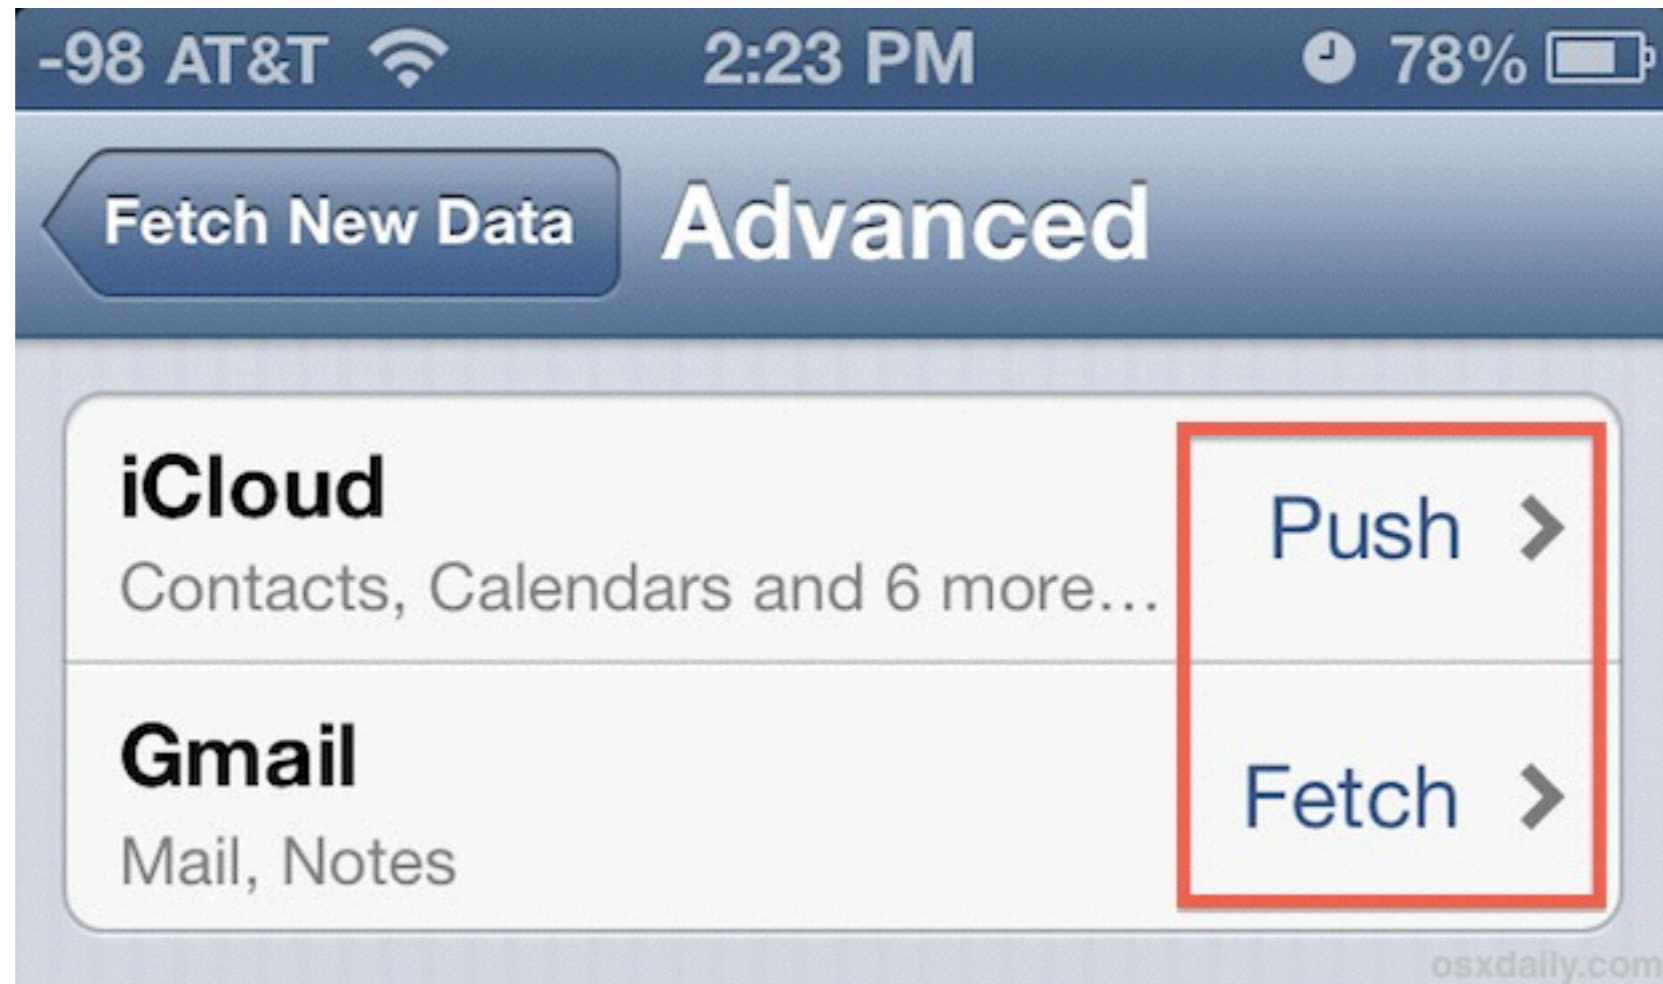 -98 AT&T 2:23 PM 78%
Fetch New Data Advanced
iCloud
Contacts, Calendars and 6 more...
Push
Gmail
Mail, Notes
Fetch
osxdaily.com